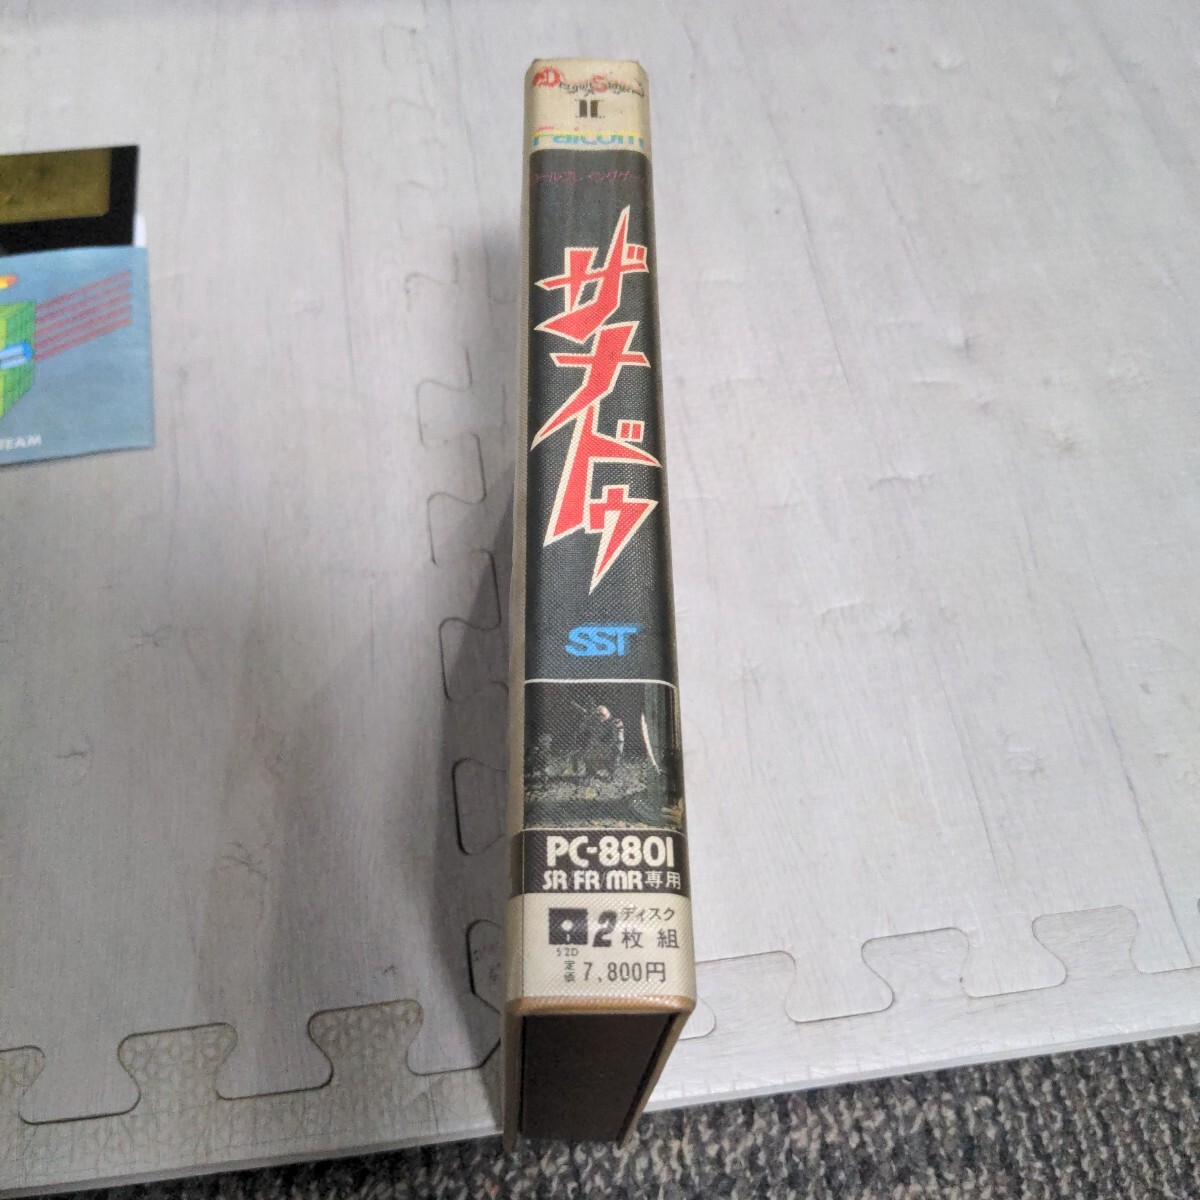 Dragon Slayer
II
Falcom
ロールプレイングゲーム
ザナドゥ
SST
PC-8801
SR/FR/MR専用
2ディスク枚組
52D
定価7,800円
TEAM